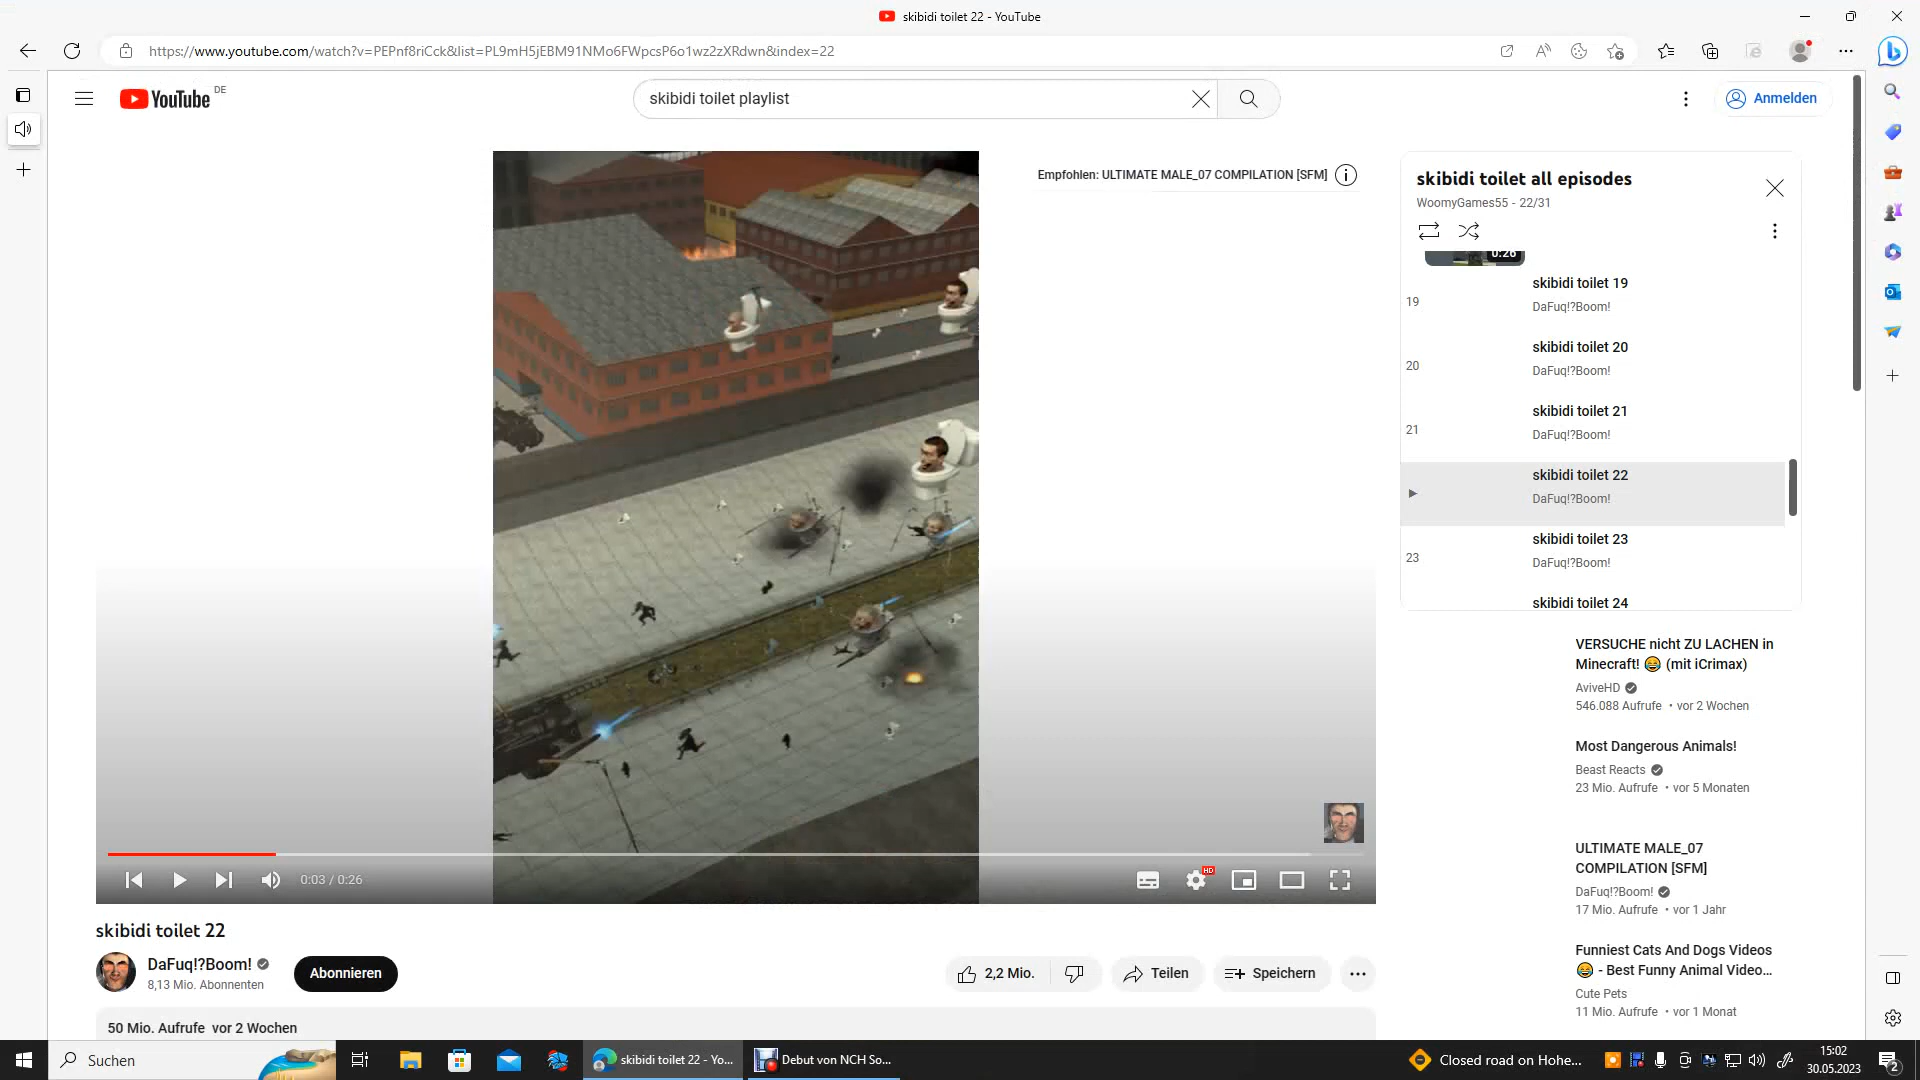 skibidi toilet 22 - YouTube
https://www.youtube.com/watch?v=PEPnf8riCck&list=PL9mH5jEBM91NMo6FWpcsP6o1wz2zXRdwn&index=22
YouTube DE
skibidi toilet playlist
Anmelden
Empfohlen: ULTIMATE MALE_07 COMPILATION [SFM]
skibidi toilet all episodes
WoomyGames55 - 22/31
0:26
19
skibidi toilet 19
DaFuq!?Boom!
20
skibidi toilet 20
DaFuq!?Boom!
21
skibidi toilet 21
DaFuq!?Boom!
skibidi toilet 22
DaFuq!?Boom!
23
skibidi toilet 23
DaFuq!?Boom!
skibidi toilet 24
VERSUCHE nicht ZU LACHEN in
Minecraft! 😂 (mit iCrimax)
AviveHD
546.088 Aufrufe • vor 2 Wochen
Most Dangerous Animals!
Beast Reacts
23 Mio. Aufrufe • vor 5 Monaten
ULTIMATE MALE_07
COMPILATION [SFM]
DaFuq!?Boom!
17 Mio. Aufrufe • vor 1 Jahr
Funniest Cats And Dogs Videos
😂 - Best Funny Animal Video...
Cute Pets
11 Mio. Aufrufe • vor 1 Monat
0:03 / 0:26
HD
skibidi toilet 22
DaFuq!?Boom!
8,13 Mio. Abonnenten
Abonnieren
2,2 Mio.
Teilen
Speichern
50 Mio. Aufrufe vor 2 Wochen
Suchen
skibidi toilet 22 - Yo...
Debut von NCH So...
Closed road on Hohe...
15:02
30.05.2023
2